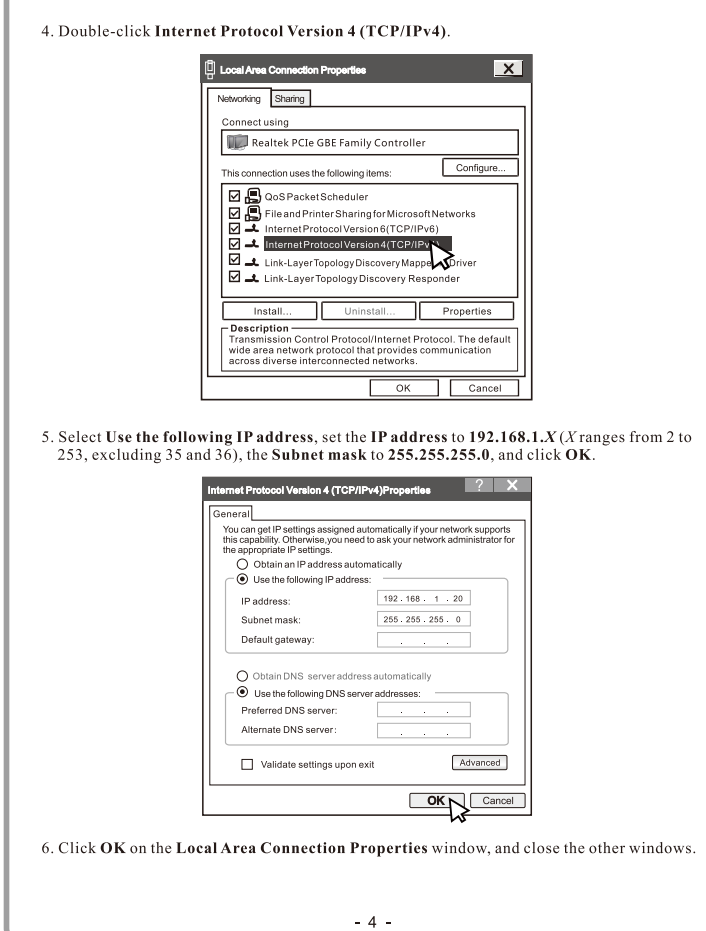 4. Double-click Internet Protocol Version 4 (TCP/IPv4).
Local Area Connection Properties
X
Networking
Sharing
Connect using
Realtek PCIe GBE Family Controller
This connection uses the following items:
Configure...
QoS Packet Scheduler
File and Printer Sharing for Microsoft Networks
Internet Protocol Version 6(TCP/IPv6)
Internet Protocol Version 4(TCP/IPv4)
Link-Layer Topology Discovery Mapper Driver
Link-Layer Topology Discovery Responder
Install...
Uninstall...
Properties
Description
Transmission Control Protocol/Internet Protocol. The default
wide area network protocol that provides communication
across diverse interconnected networks.
OK
Cancel
5. Select Use the following IP address, set the IP address to 192.168.1.X (X ranges from 2 to
253, excluding 35 and 36), the Subnet mask to 255.255.255.0, and click OK.
Internet Protocol Version 4 (TCP/IPv4)Properties
? X
General
You can get IP settings assigned automatically if your network supports
this capability. Otherwise,you need to ask your network administrator for
the appropriate IP settings.
Obtain an IP address automatically
Use the following IP address:
IP address:
192 . 168 . 1 . 20
Subnet mask:
255 . 255 . 255 . 0
Default gateway:
. . .
Obtain DNS server address automatically
Use the following DNS server addresses:
Preferred DNS server:
. . .
Alternate DNS server:
. . .
Validate settings upon exit
Advanced
OK
Cancel
6. Click OK on the Local Area Connection Properties window, and close the other windows.
- 4 -